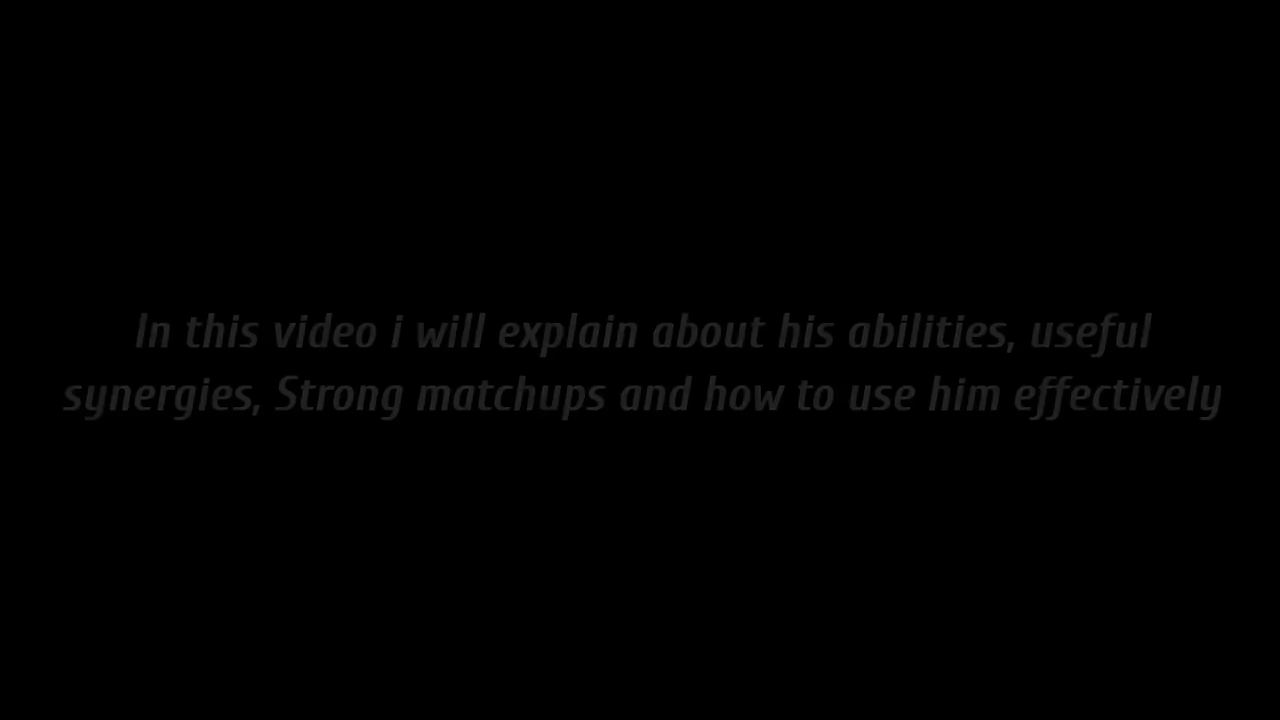 In this video i will explain about his abilities, useful
synergies, Strong matchups and how to use him effectively